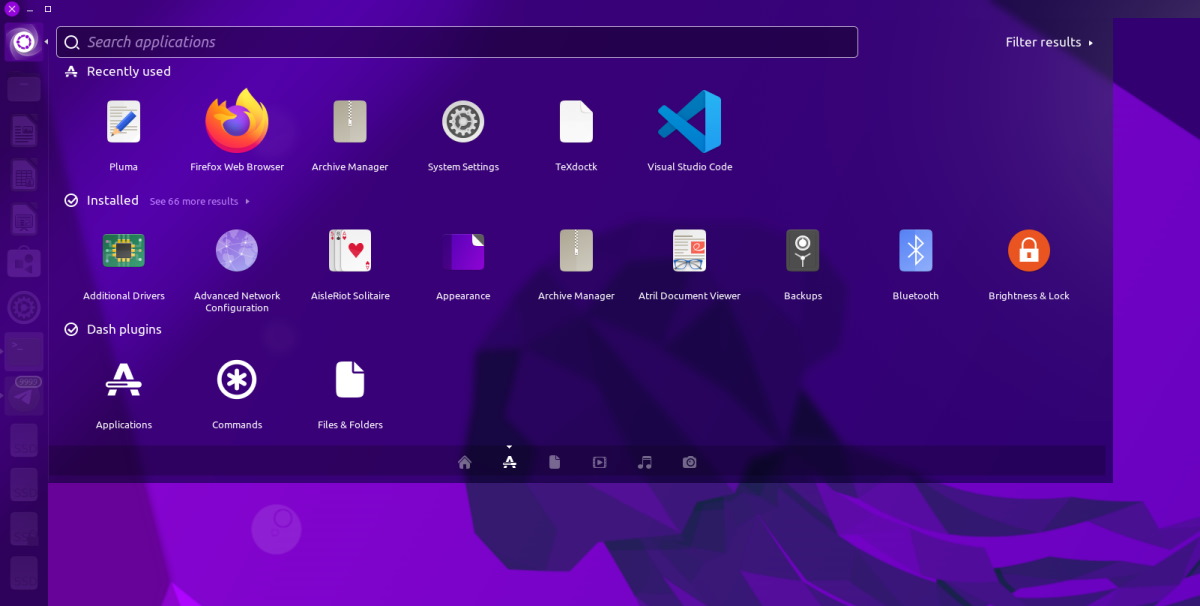 Search applications
Filter results
Recently used
Pluma
Firefox Web Browser
Archive Manager
System Settings
TeXdoctk
Visual Studio Code
Installed
See 66 more results
Additional Drivers
Advanced Network
Configuration
AisleRiot Solitaire
Appearance
Archive Manager
Atril Document Viewer
Backups
Bluetooth
Brightness & Lock
Dash plugins
Applications
Commands
Files & Folders